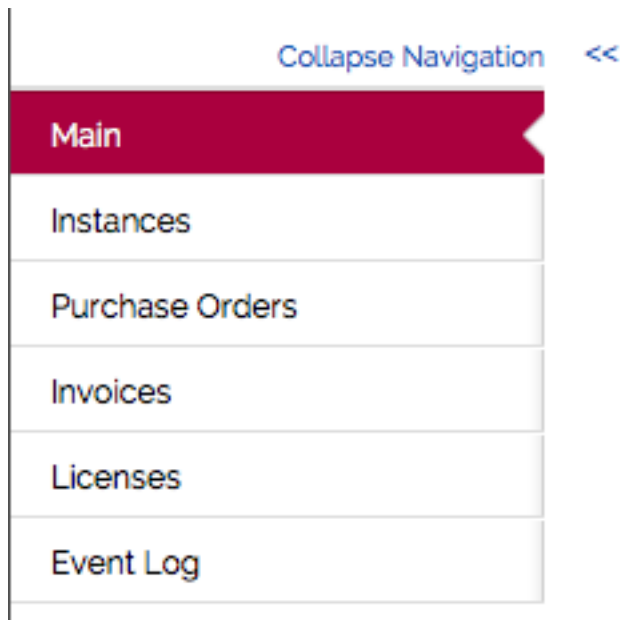 Collapse Navigation <<
Main
Instances
Purchase Orders
Invoices
Licenses
Event Log